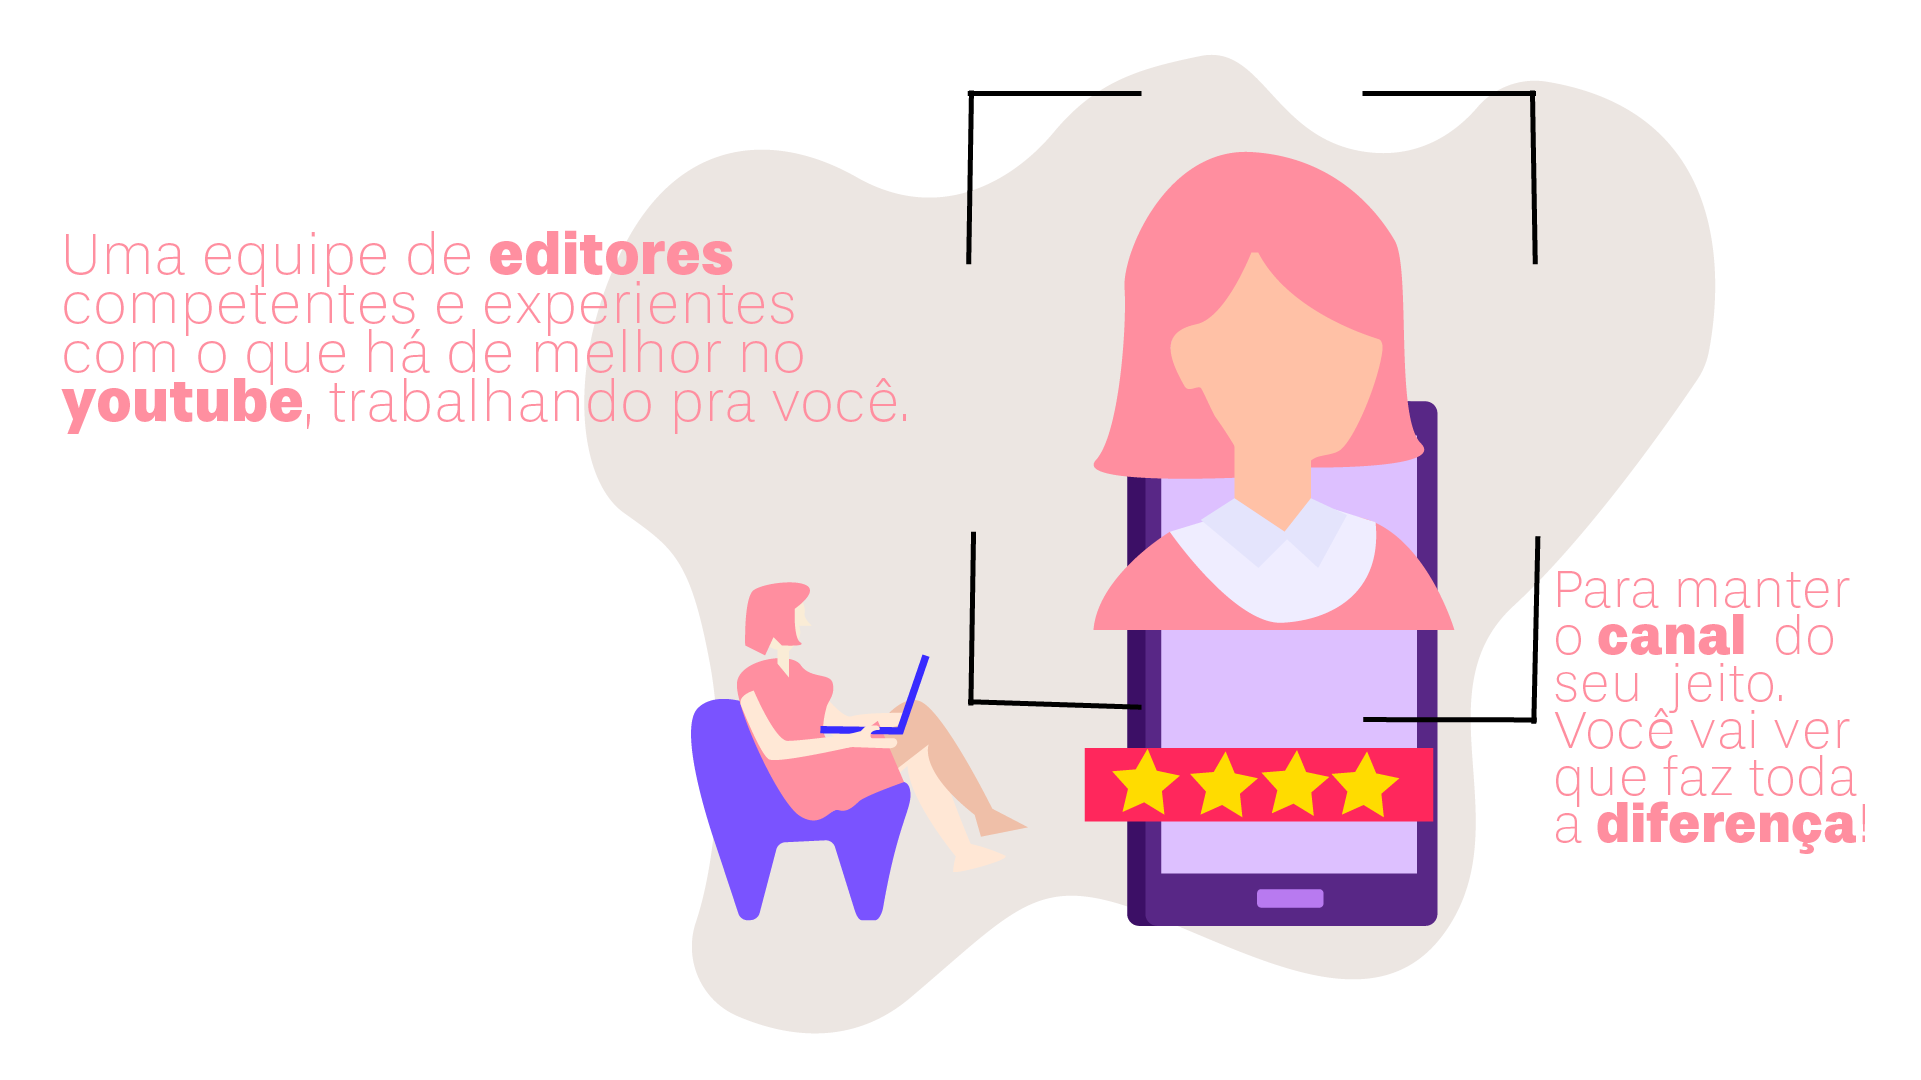 Uma equipe de editores
competentes e experientes
com o que há de melhor no
youtube, trabalhando pra você.
Para manter
o canal do
seu jeito.
Você vai ver
que faz toda
a diferença!